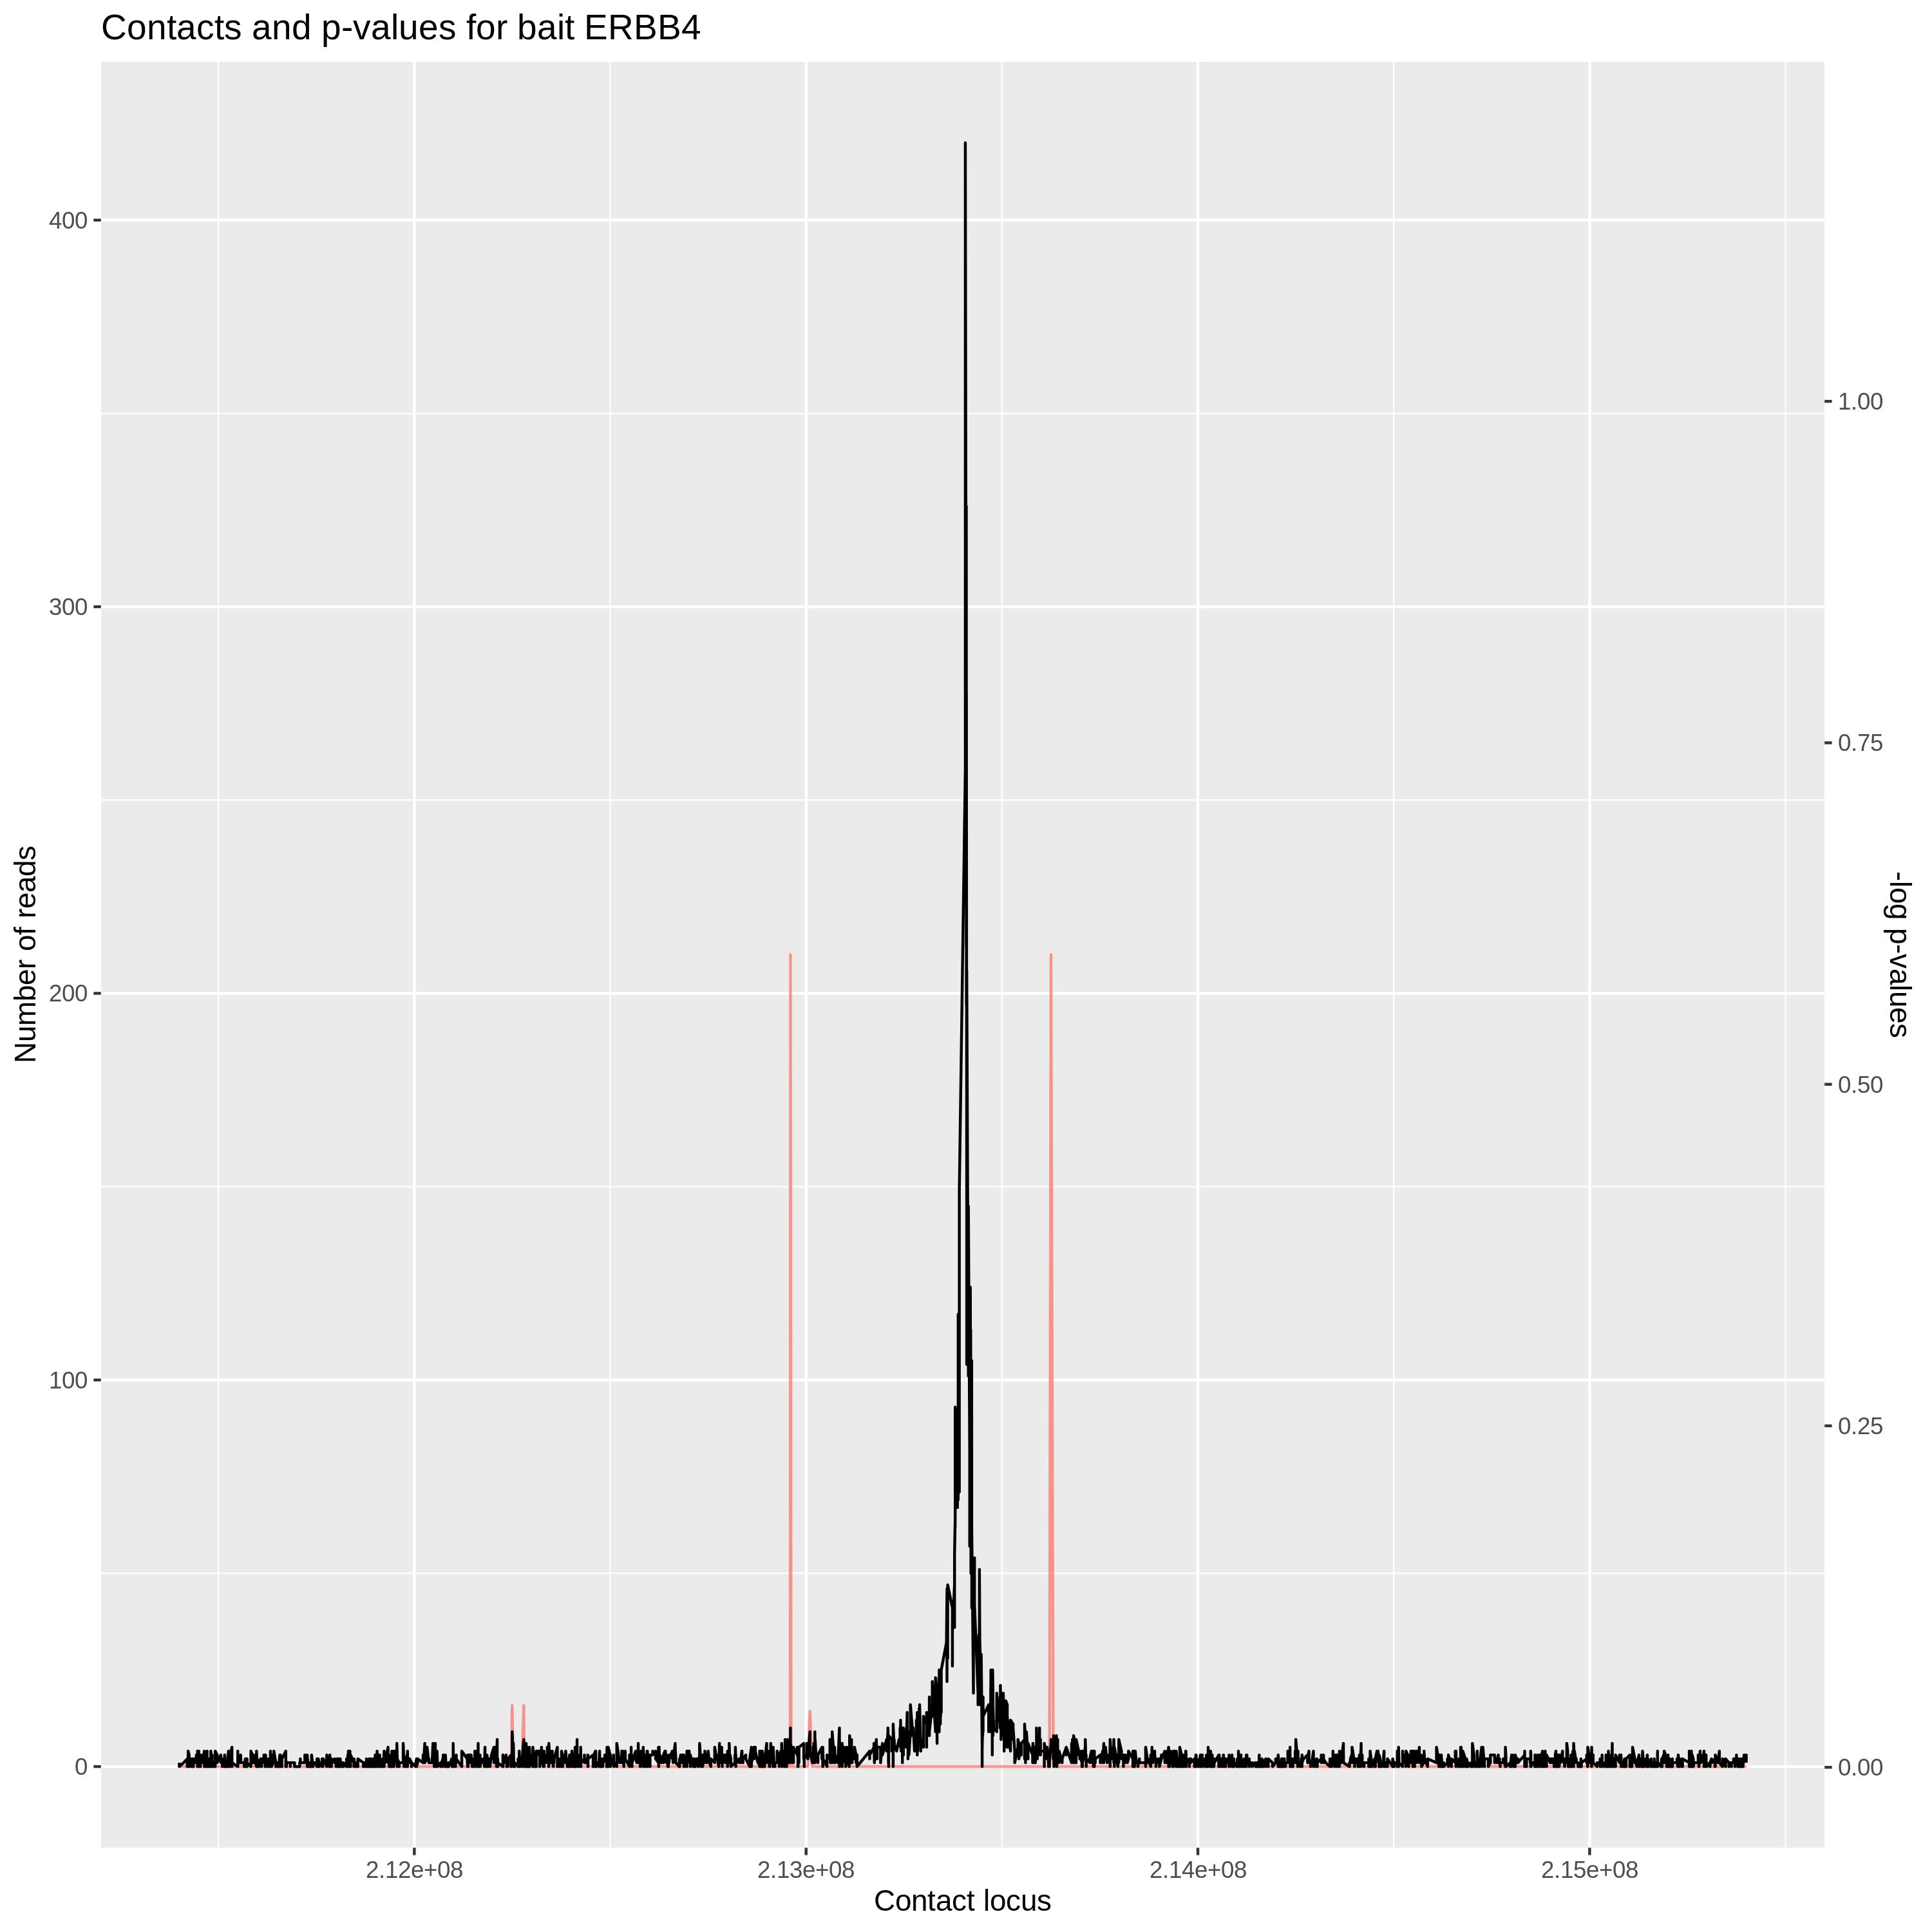 Contacts and p-values for bait ERBB4
Number of reads
400
300
200
100
0
1.00
0.75
0.50
0.25
0.00
-log p-values
2.12e+08
2.13e+08
2.14e+08
2.15e+08
Contact locus